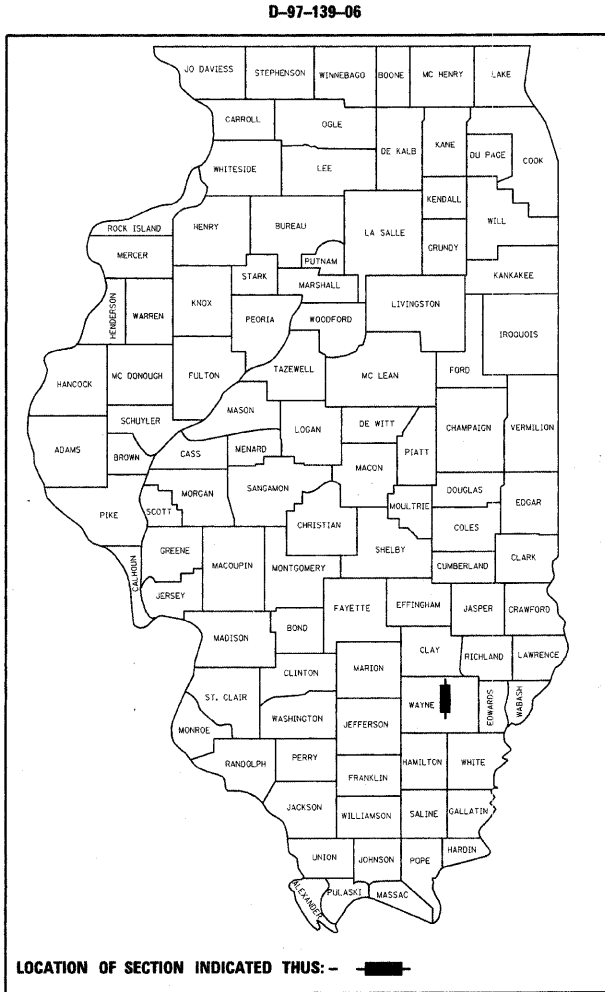 D-97-139-06
JO DAVIESS
STEPHENSON
WINNEBAGO
BOONE
MC HENRY
LAKE
CARROLL
OGLE
DE KALB
KANE
DU PAGE
COOK
WHITESIDE
LEE
KENDALL
WILL
ROCK ISLAND
HENRY
BUREAU
LA SALLE
GRUNDY
MERCER
PUTNAM
STARK
MARSHALL
KANKAKEE
HENDERSON
WARREN
KNOX
PEORIA
WOODFORD
LIVINGSTON
IROQUOIS
HANCOCK
MC DONOUGH
FULTON
TAZEWELL
MC LEAN
FORD
SCHUYLER
MASON
LOGAN
DE WITT
CHAMPAIGN
VERMILION
ADAMS
BROWN
CASS
MENARD
MACON
PIATT
PIKE
SCOTT
MORGAN
SANGAMON
CHRISTIAN
MOULTRIE
DOUGLAS
EDGAR
COLES
CALHOUN
GREENE
MACOUPIN
MONTGOMERY
SHELBY
CUMBERLAND
CLARK
JERSEY
FAYETTE
EFFINGHAM
JASPER
CRAWFORD
MADISON
BOND
CLAY
RICHLAND
LAWRENCE
CLINTON
MARION
ST. CLAIR
WAYNE
EDWARDS
WABASH
MONROE
WASHINGTON
JEFFERSON
RANDOLPH
PERRY
HAMILTON
WHITE
FRANKLIN
JACKSON
WILLIAMSON
SALINE
GALLATIN
UNION
JOHNSON
POPE
HARDIN
ALEXANDER
PULASKI
MASSAC
LOCATION OF SECTION INDICATED THUS: -